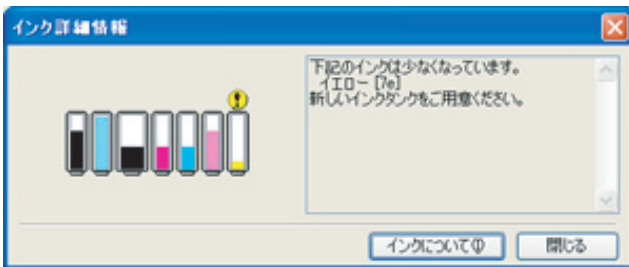 インク詳細情報
下記のインクは少なくなっています。
イエロー [7e]
新しいインクタンクをご用意ください。
インクについて(I)
閉じる